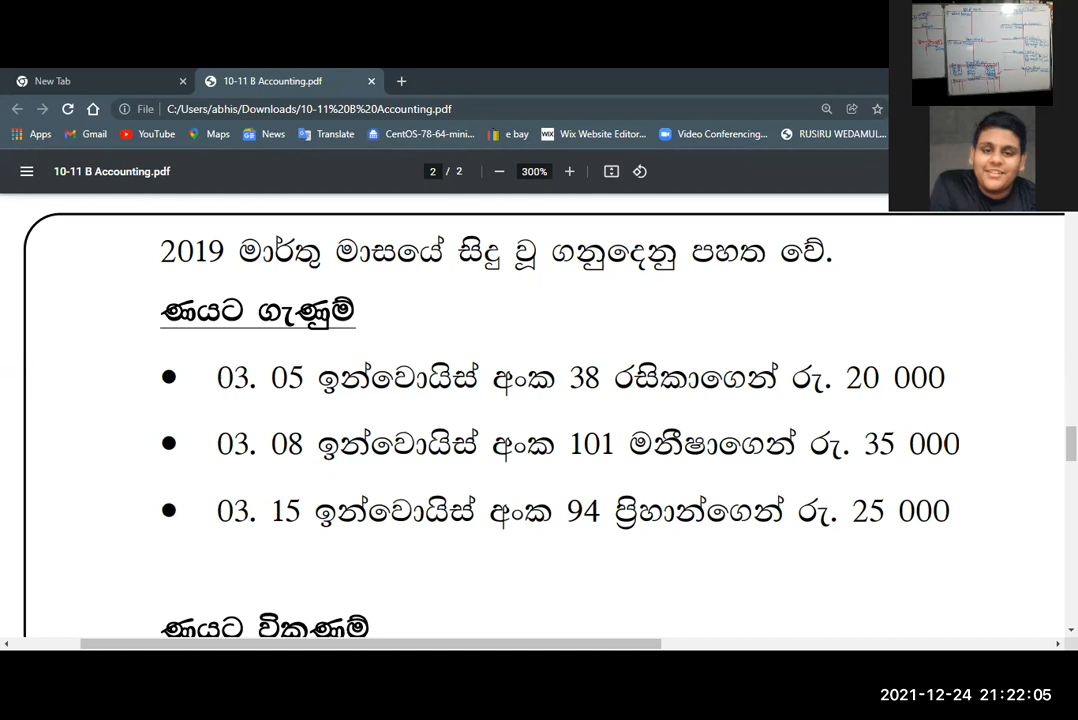 New Tab
10-11 B Accounting.pdf
File
C:/Users/abhis/Downloads/10-11%20B%20Accounting.pdf
Apps
Gmail
YouTube
Maps
News
Translate
CentOS-78-64-mini...
e bay
WIX
Wix Website Editor...
Video Conferencing...
RUSIRU WEDAMUL...
10-11 B Accounting.pdf
2 / 2
300%
2019 මාර්තු මාසයේ සිදු වූ ගනුදෙනු පහත වේ.
ණයට ගැණුම්
● 03. 05 ඉන්වොයිස් අංක 38 රසිකාගෙන් රු. 20 000
● 03. 08 ඉන්වොයිස් අංක 101 මනීෂාගෙන් රු. 35 000
● 03. 15 ඉන්වොයිස් අංක 94 ප්‍රිහාන්ගෙන් රු. 25 000
ණයට විකුණුම්
2021-12-24 21:22:05